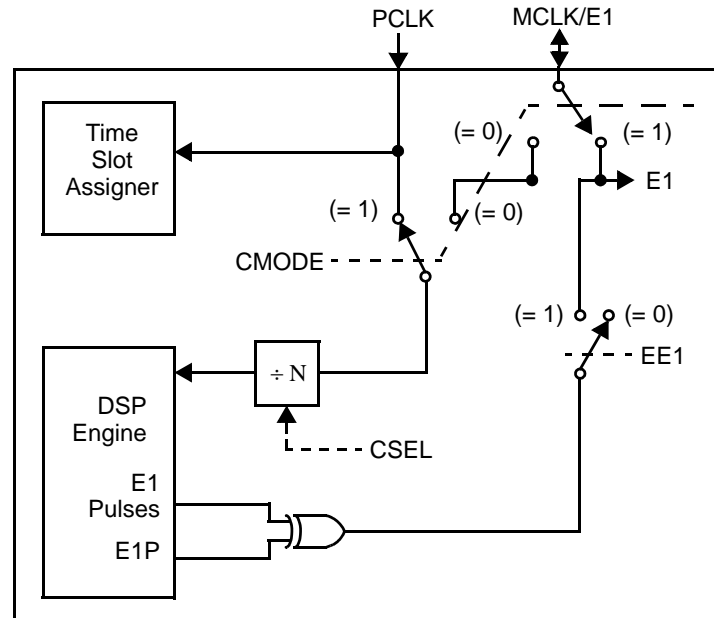 PCLK
MCLK/E1
Time
Slot
Assigner
(= 0)
(= 1)
E1
(= 1)
(= 0)
CMODE
(= 1)
(= 0)
EE1
÷ N
DSP
Engine
CSEL
E1
Pulses
E1P